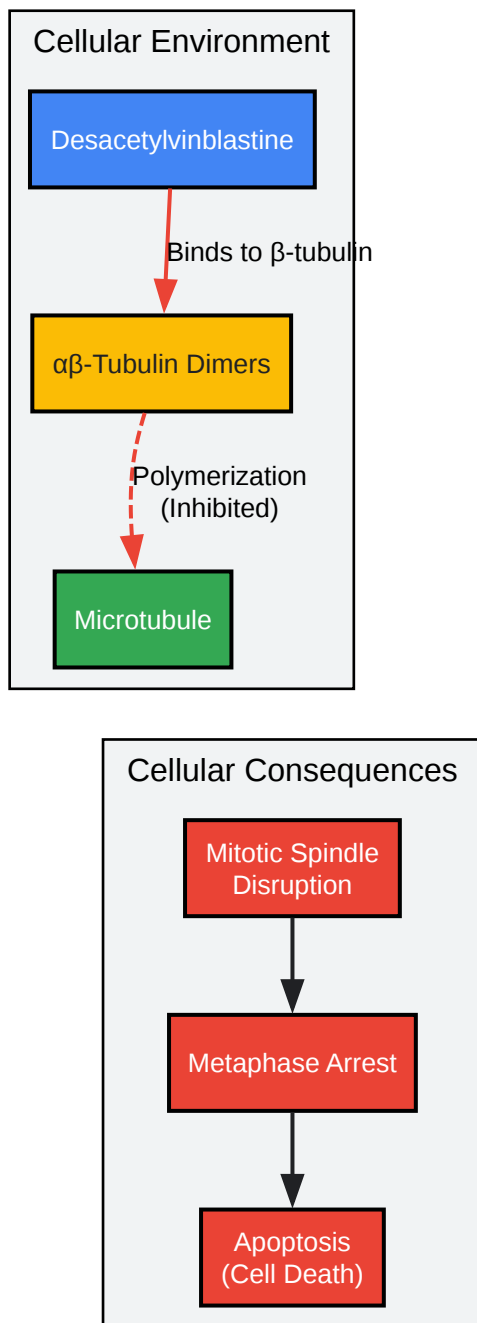 Cellular Environment
Desacetylvinblastine
Binds to β-tubulin
αβ-Tubulin Dimers
Polymerization
(Inhibited)
Microtubule
Cellular Consequences
Mitotic Spindle
Disruption
Metaphase Arrest
Apoptosis
(Cell Death)